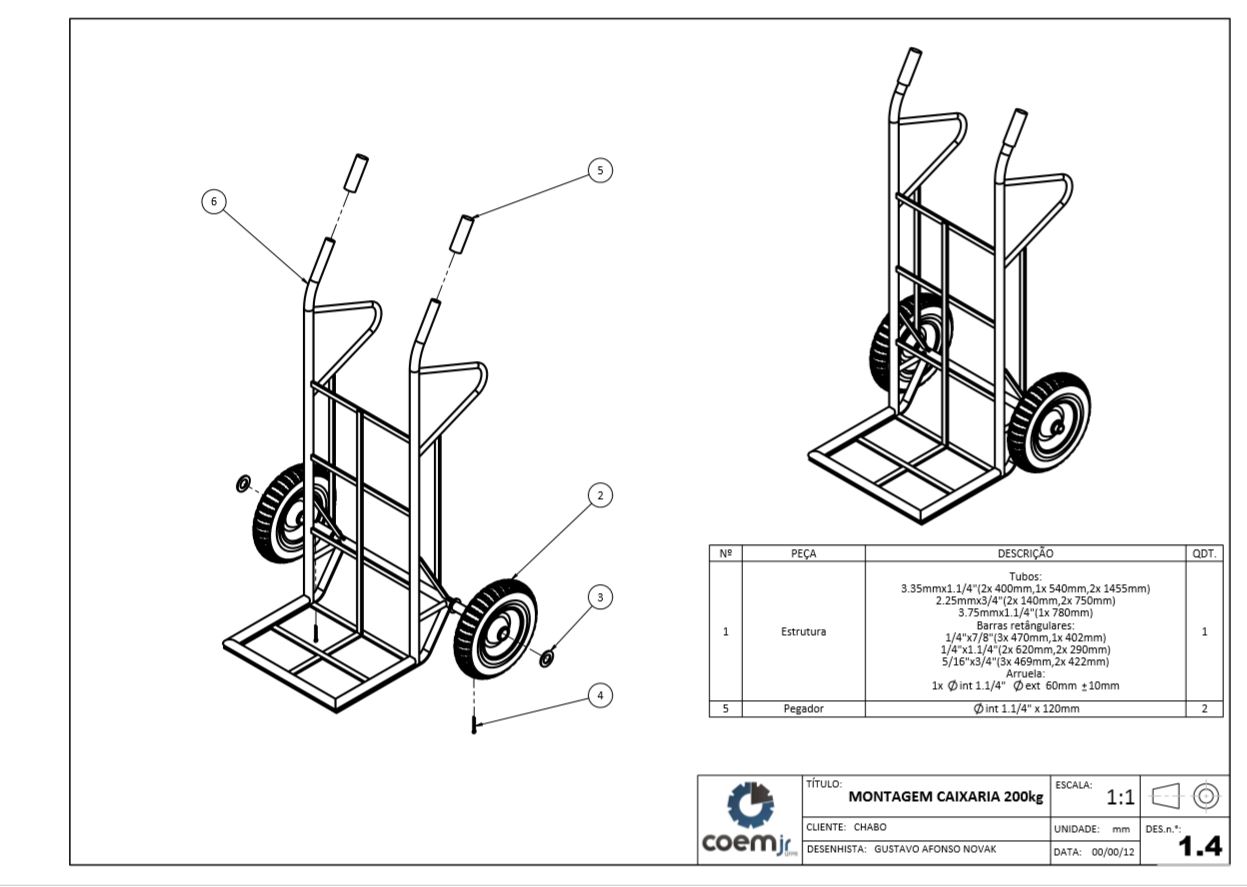 6
5
2
3
4
Nº PEÇA DESCRIÇÃO QDT.
1 Estrutura 1
Tubos:
3.35mmx1.1/4"(2x 400mm,1x 540mm,2x 1455mm)
2.25mmx3/4"(2x 140mm,2x 750mm)
3.75mmx1.1/4"(1x 780mm)
Barras retângulares:
1/4"x7/8"(3x 470mm,1x 402mm)
1/4"x1.1/4"(2x 620mm,2x 290mm)
5/16"x3/4"(3x 469mm,2x 422mm)
Arruela:
1x Ø int 1.1/4" Ø ext 60mm ±10mm
5 Pegador Ø int 1.1/4" x 120mm 2
coemjr
TÍTULO:
MONTAGEM CAIXARIA 200kg
ESCALA:
1:1
CLIENTE: CHABO
UNIDADE: mm
DES.n.°:
1.4
DESENHISTA: GUSTAVO AFONSO NOVAK
DATA: 00/00/12